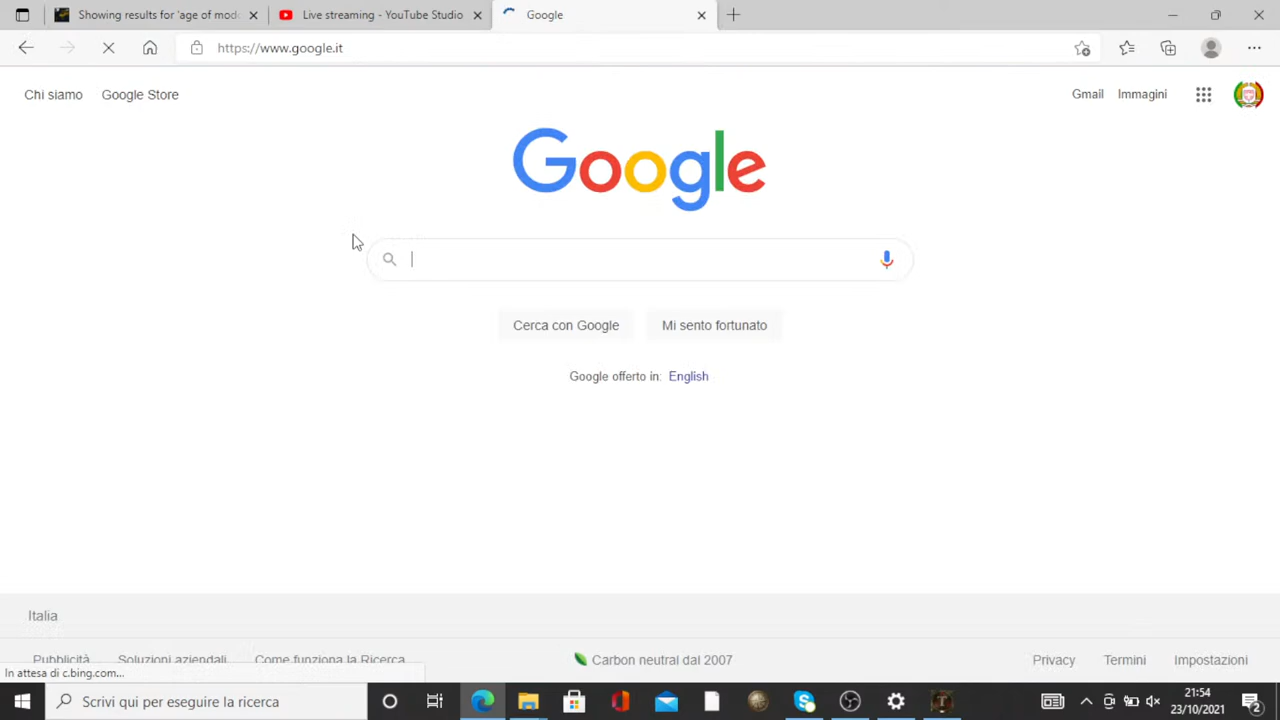 Showing results for 'age of mod
Live streaming - YouTube Studio
Google
https://www.google.it
Chi siamo Google Store
Gmail Immagini
Google
Cerca con Google Mi sento fortunato
Google offerto in: English
Italia
Pubblicità Soluzioni aziendali Come funziona la Ricerca
Carbon neutral dal 2007
Privacy Termini Impostazioni
In attesa di c.bing.com...
Scrivi qui per eseguire la ricerca
21:54
23/10/2021
2